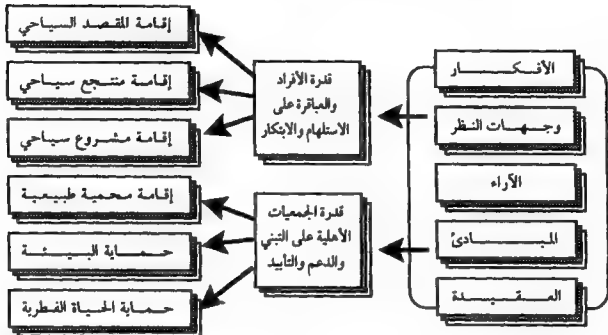 الأفكار
وجهات النظر
الآراء
المبادئ
العقيدة
قدرة الأفراد
والعباقرة على
الاستلهام والابتكار
قدرة الجمعيات
الأهلية على التبني
والدعم والتأييد
إقامة المقصد السياحي
إقامة منتجع سياحي
إقامة مشروع سياحي
إقامة محمية طبيعية
حماية البيئة
حماية الحياة الفطرية